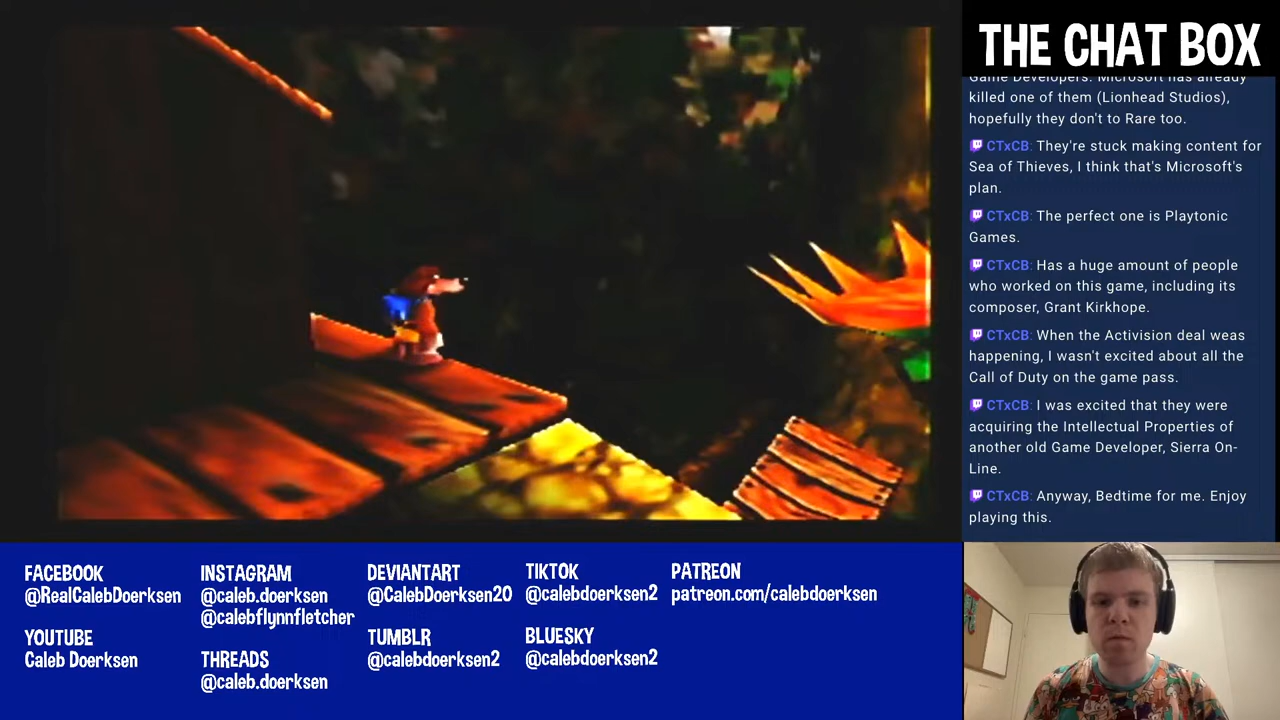 THE CHAT BOX
Game Developers. Microsoft has already
killed one of them (Lionhead Studios),
hopefully they don't to Rare too.
CTxCB: They're stuck making content for
Sea of Thieves, I think that's Microsoft's
plan.
CTxCB: The perfect one is Playtonic
Games.
CTxCB: Has a huge amount of people
who worked on this game, including its
composer, Grant Kirkhope.
CTxCB: When the Activision deal weas
happening, I wasn't excited about all the
Call of Duty on the game pass.
CTxCB: I was excited that they were
acquiring the Intellectual Properties of
another old Game Developer, Sierra On-
Line.
CTxCB: Anyway, Bedtime for me. Enjoy
playing this.
FACEBOOK
@RealCalebDoerksen
YOUTUBE
Caleb Doerksen
INSTAGRAM
@caleb.doerksen
@calebflynnfletcher
THREADS
@caleb.doerksen
DEVIANTART
@CalebDoerksen20
TUMBLR
@calebdoerksen2
TIKTOK
@calebdoerksen2
BLUESKY
@calebdoerksen2
PATREON
patreon.com/calebdoerksen